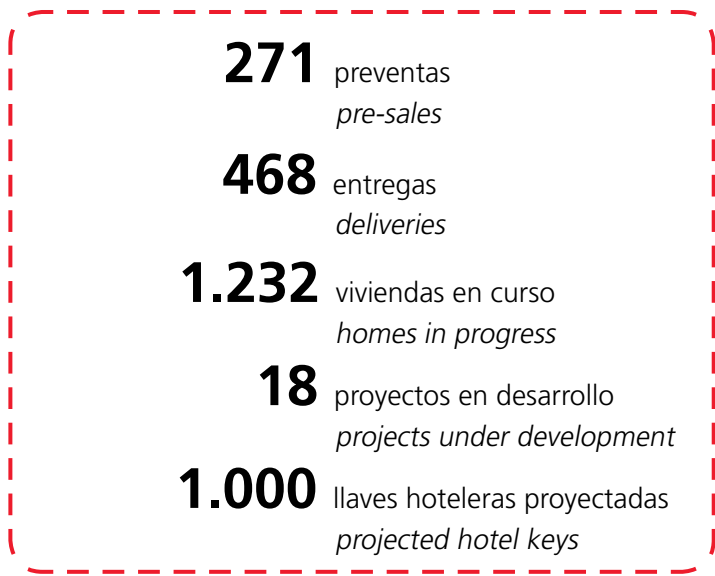 271 preventas
pre-sales
468 entregas
deliveries
1.232 viviendas en curso
homes in progress
18 proyectos en desarrollo
projects under development
1.000 llaves hoteleras proyectadas
projected hotel keys